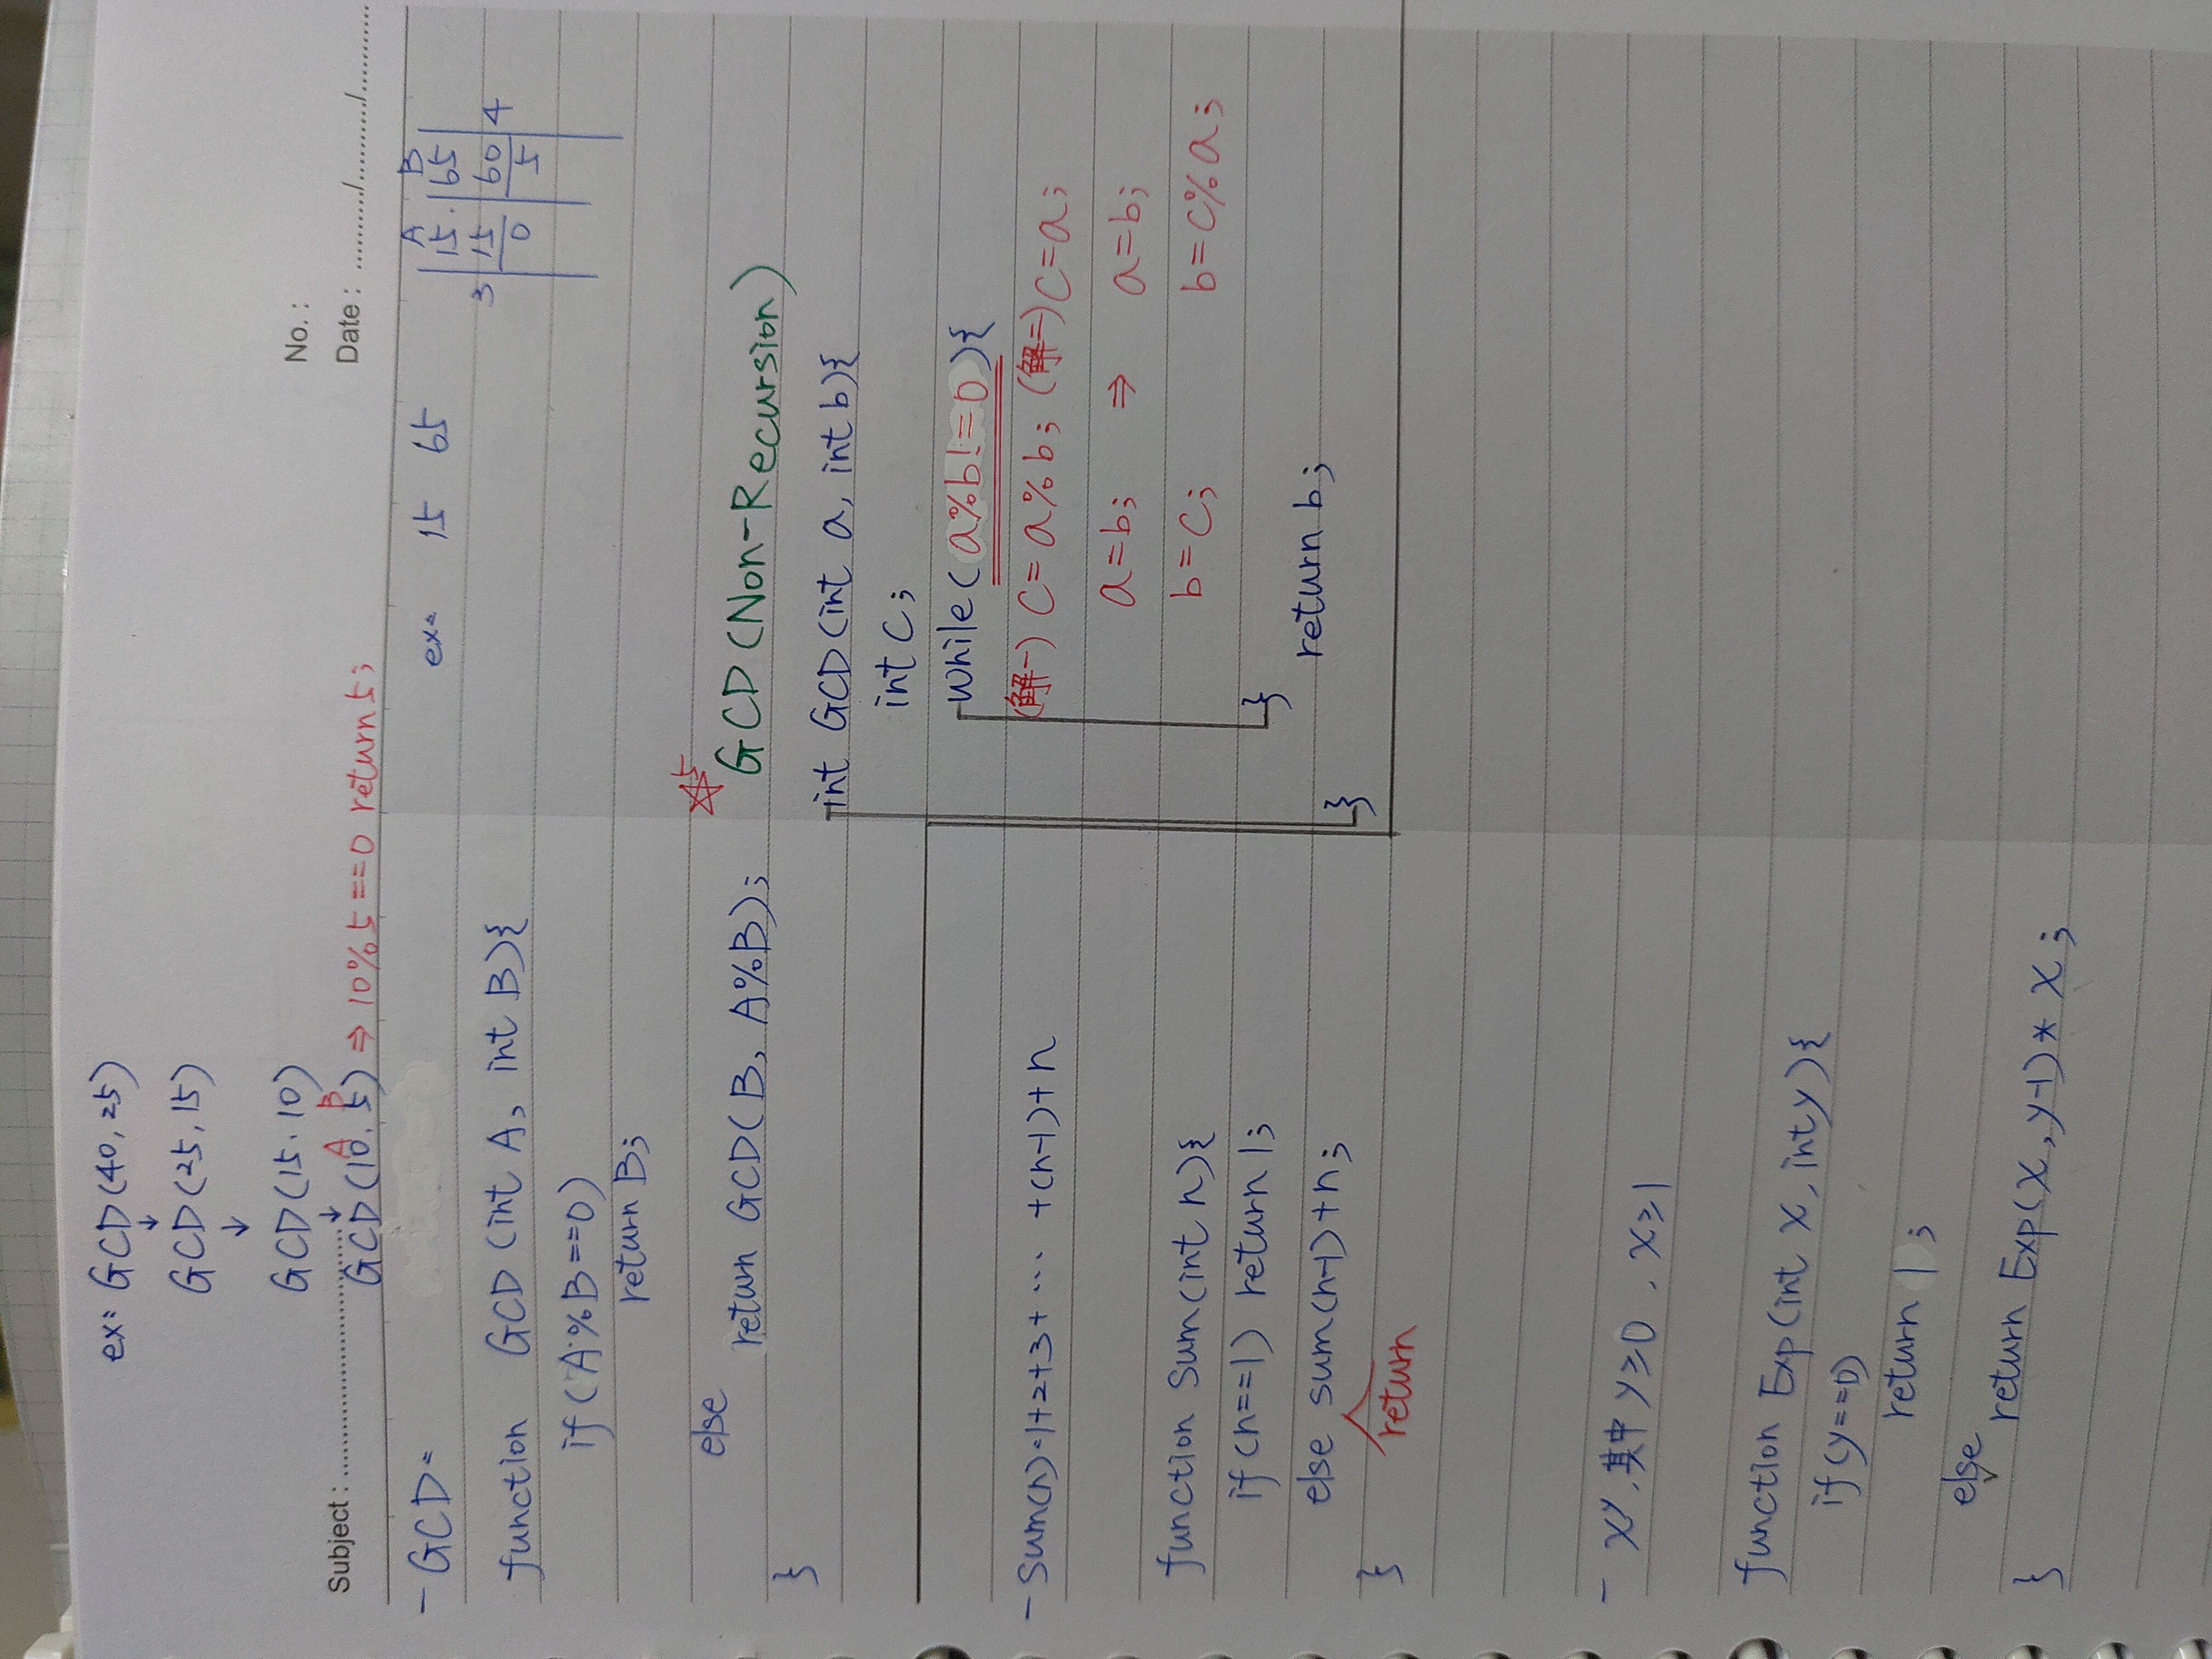 ex: GCD(40,25)
↓
GCD(25,15)
↓
GCD(15.10)
No. :
Subject : ↓ A B
Date : ........../........../..........
GCD(10.5) ⇒ 10%5==0 return 5;
- GCD=
ex= 15 65
A B
15. 65
3 15 60 4
0 5
function GCD (int A, int B){
if(A%B==0)
return B;
else
return GCD(B, A%B);
}
☆5
GCD (Non-Recursion)
int GCD(int a, int b){
int c;
while(a%b!=0){
(解一) c=a%b; (解二) c=a;
a=b; ⇒ a=b;
b=c; b=c%a;
}
return b;
}
- Sum(n)=1+2+3+ ... +(n-1)+n
function Sum(int n){
if(n==1) return 1;
else sum(n-1)+n;
return
}
- x^y, 其中 y≥0 , x≥1
function Exp(int x, int y){
if(y==0)
return 1;
else
return Exp(x, y-1)* x;
}